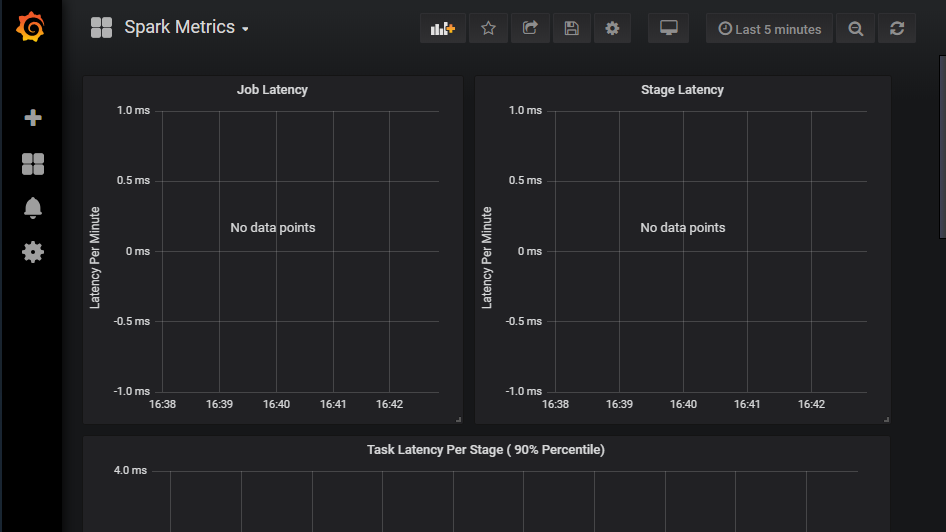 Spark Metrics
Last 5 minutes
Job Latency
1.0 ms
0.5 ms
0 ms
-0.5 ms
-1.0 ms
Latency Per Minute
No data points
16:38 16:39 16:40 16:41 16:42
Stage Latency
1.0 ms
0.5 ms
0 ms
-0.5 ms
-1.0 ms
Latency Per Minute
No data points
16:38 16:39 16:40 16:41 16:42
Task Latency Per Stage ( 90% Percentile)
4.0 ms